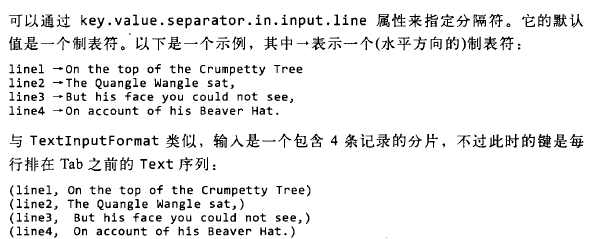 可以通过 key.value.separator.in.input.line 属性来指定分隔符。它的默认
值是一个制表符。以下是一个示例，其中→表示一个(水平方向的)制表符：
line1 →On the top of the Crumpetty Tree
line2 →The Quangle Wangle sat,
line3 →But his face you could not see,
line4 →On account of his Beaver Hat.
与 TextInputFormat 类似，输入是一个包含 4 条记录的分片，不过此时的键是每
行排在 Tab 之前的 Text 序列：
(line1, On the top of the Crumpetty Tree)
(line2, The Quangle Wangle sat,)
(line3, But his face you could not see,)
(line4, On account of his Beaver Hat.)